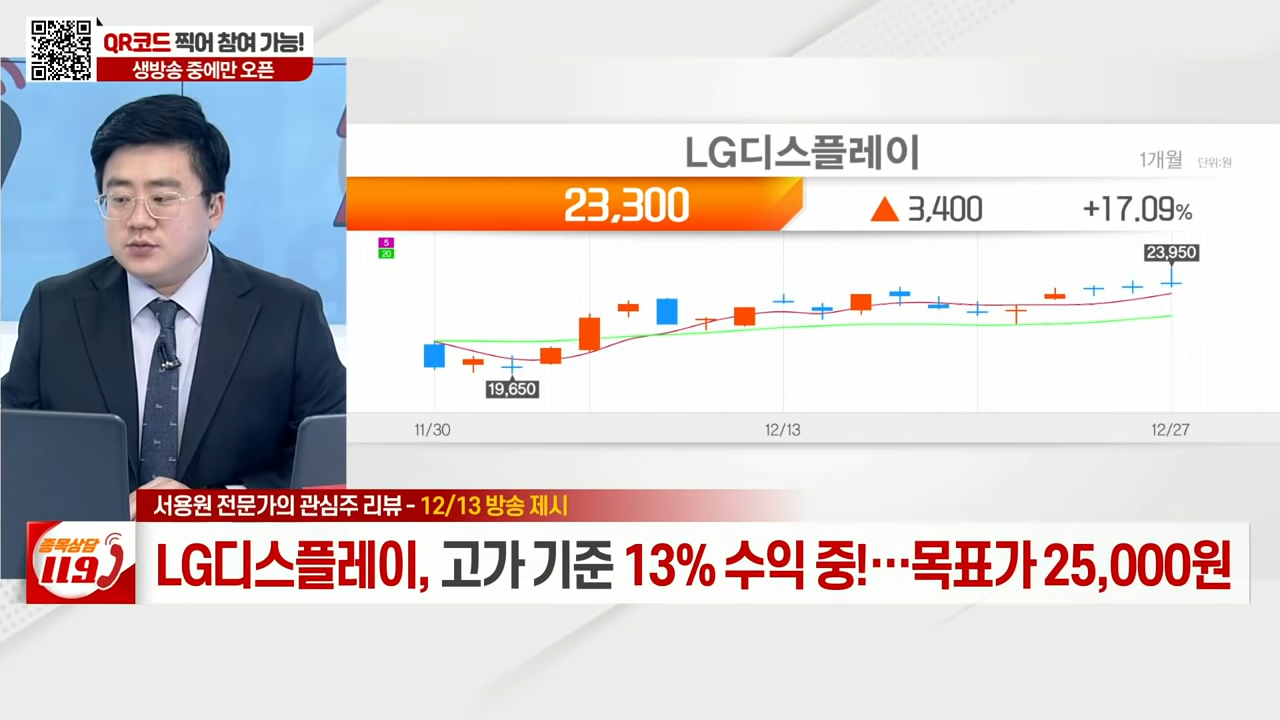 QR코드 찍어 참여 가능!
생방송 중에만 오픈
LG디스플레이
1개월 단위:원
23,300 ▲ 3,400 +17.09%
5
20
23,950
19,650
11/30 12/13 12/27
서용원 전문가의 관심주 리뷰 - 12/13 방송 제시
종목상담
119
LG디스플레이, 고가 기준 13% 수익 중!…목표가 25,000원